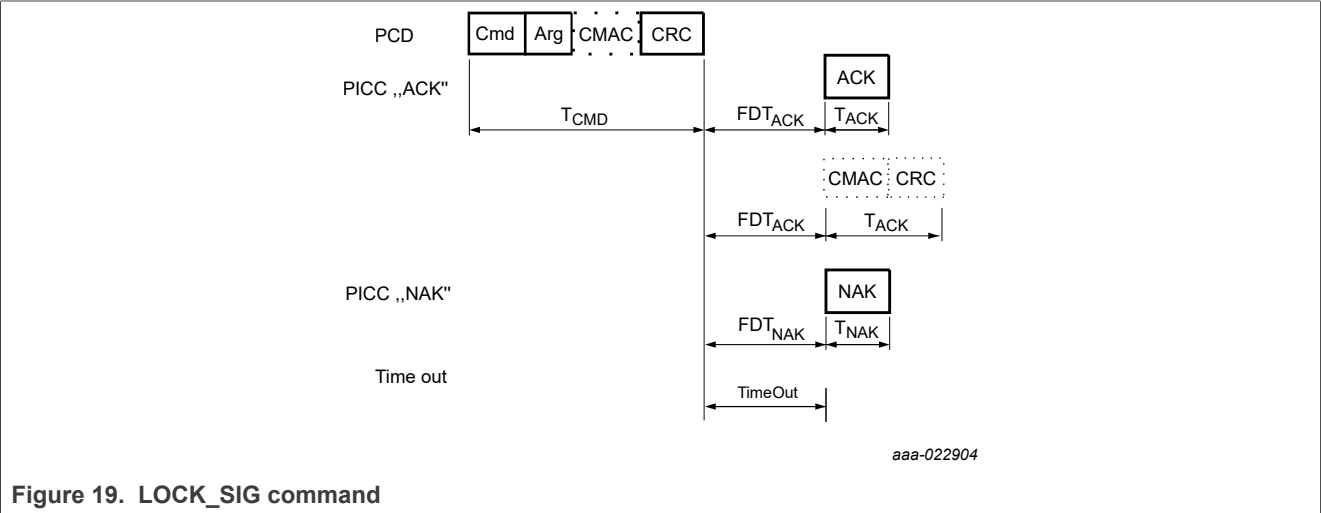 PCD Cmd Arg CMAC CRC
PICC ,,ACK" ACK
TCMD FDTACK TACK
CMAC CRC
FDTACK TACK
PICC ,,NAK" NAK
FDTNAK TNAK
Time out
TimeOut
aaa-022904
Figure 19. LOCK_SIG command